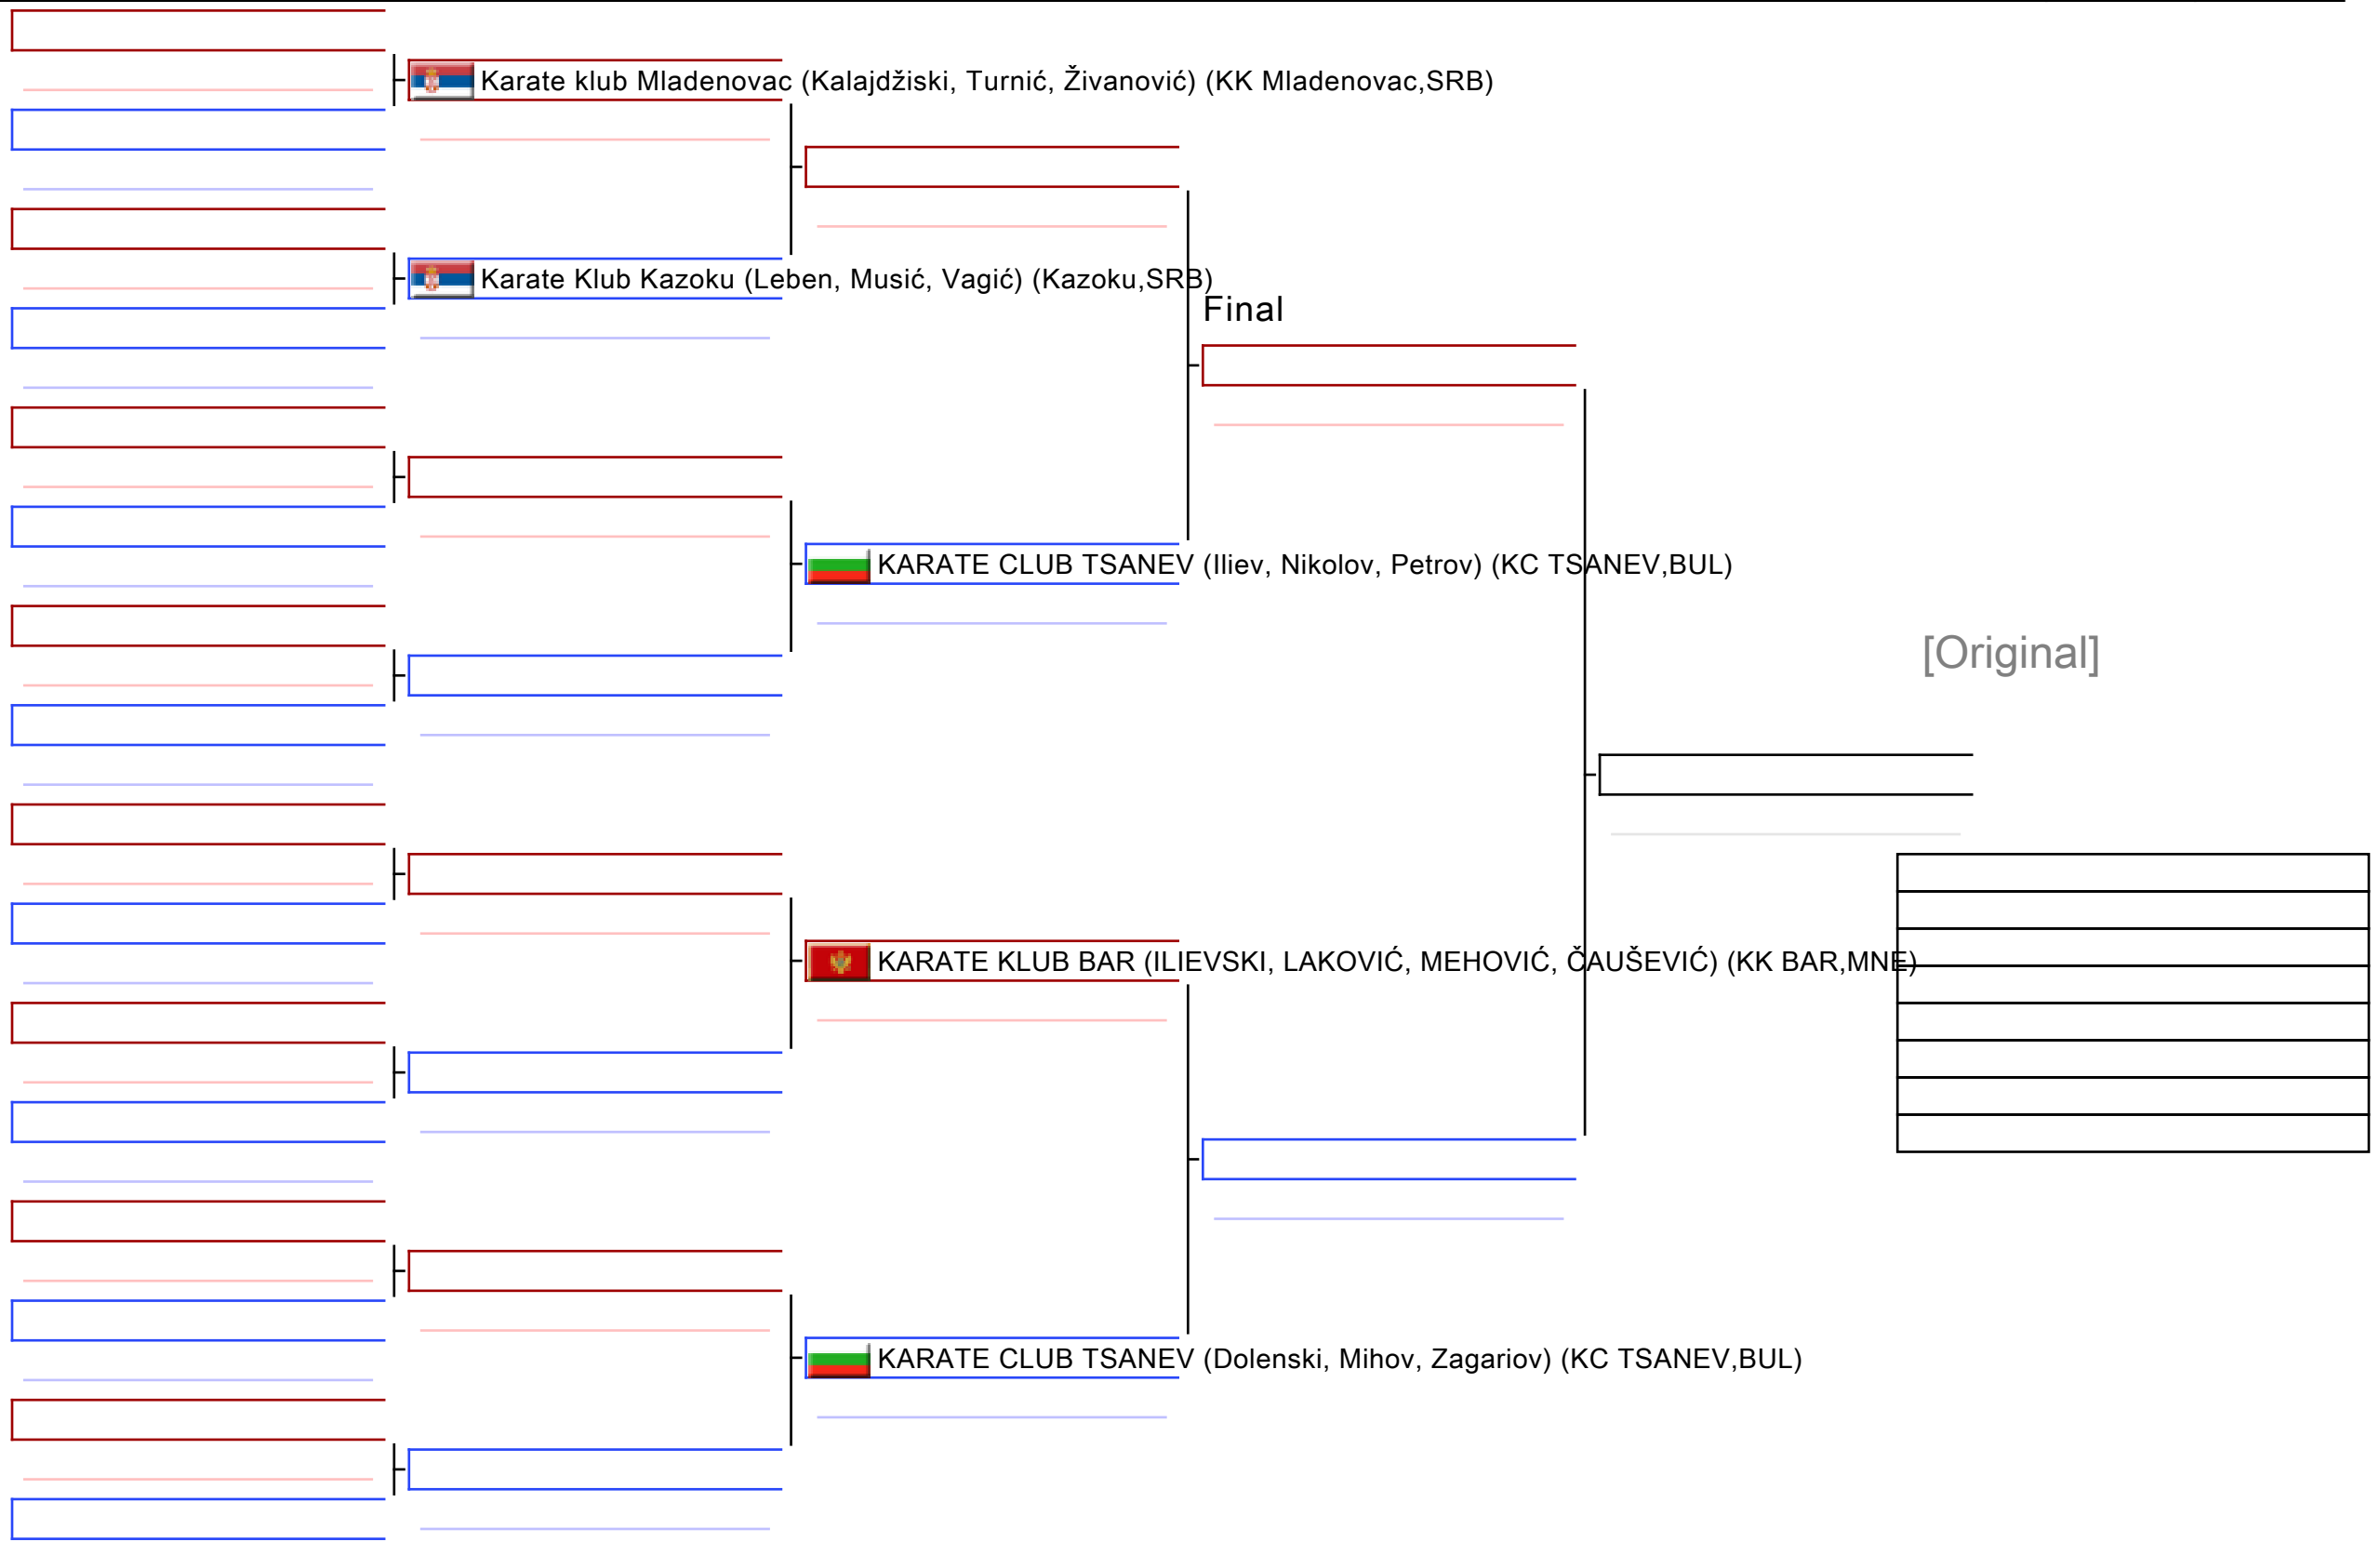 Karate klub Mladenovac (Kalajdžiski, Turnić, Živanović) (KK Mladenovac,SRB)
Karate Klub Kazoku (Leben, Musić, Vagić) (Kazoku,SRB)
Final
KARATE CLUB TSANEV (Iliev, Nikolov, Petrov) (KC TSANEV,BUL)
[Original]
KARATE KLUB BAR (ILIEVSKI, LAKOVIĆ, MEHOVIĆ, ČAUŠEVIĆ) (KK BAR,MNE)
KARATE CLUB TSANEV (Dolenski, Mihov, Zagariov) (KC TSANEV,BUL)